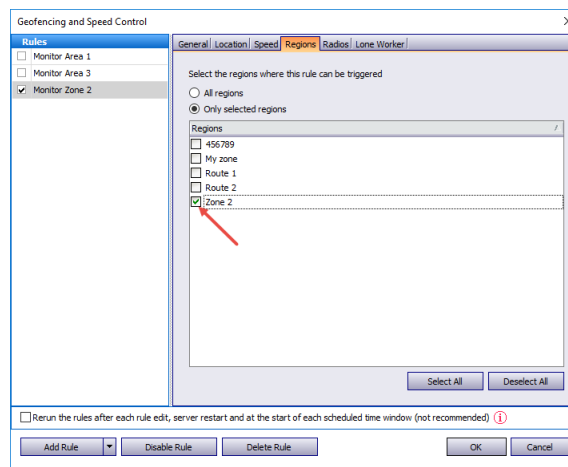 Geofencing and Speed Control
Rules
Monitor Area 1
Monitor Area 3
Monitor Zone 2
General Location Speed Regions Radios Lone Worker
Select the regions where this rule can be triggered
All regions
Only selected regions
Regions
456789
My zone
Route 1
Route 2
Zone 2
Select All Deselect All
Rerun the rules after each rule edit, server restart and at the start of each scheduled time window (not recommended) i
Add Rule Disable Rule Delete Rule OK Cancel